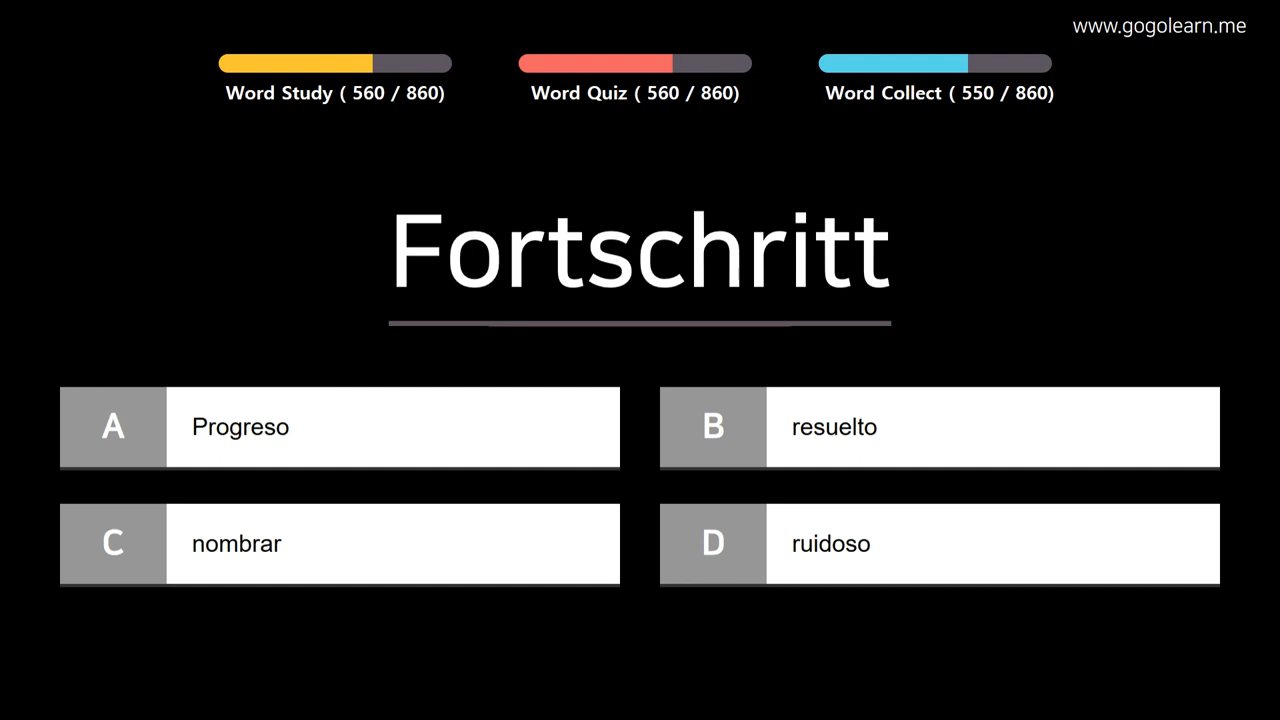 www.gogolearn.me
Word Study ( 560 / 860)
Word Quiz ( 560 / 860)
Word Collect ( 550 / 860)
Fortschritt
A Progreso
B resuelto
C nombrar
D ruidoso